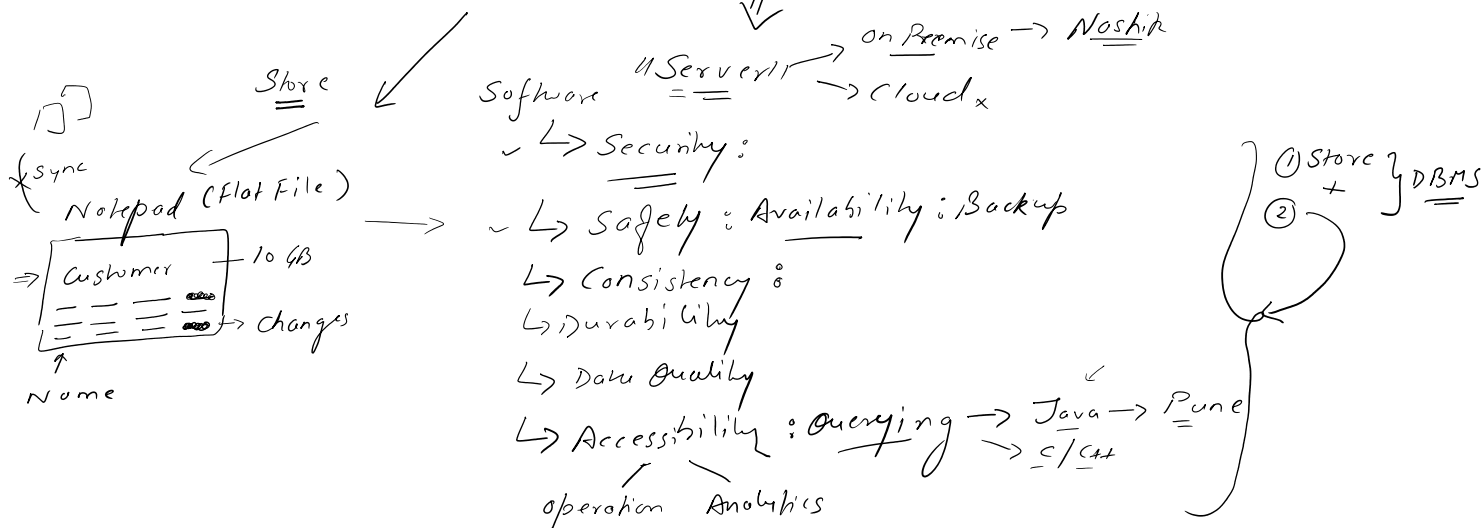 Store
Sync
Notepad (Flat File)
Customer
10 GB
Changes
Name
Software "Server"
on Premise → Nashik
Cloud x
✓ ↳ Security :
✓ ↳ Safety : Availability : Backup
↳ Consistency :
↳ Durability
↳ Data Quality
↳ Accessibility : Querying → Java → Pune
→ C/C++
operation Analytics
① Store
+
②
DBMS